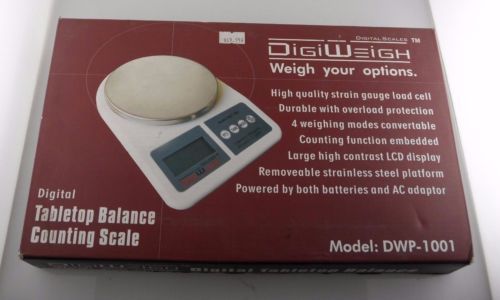 DIGITAL SCALES ™
DIGIWEIGH
Weigh your options.
High quality strain gauge load cell
Durable with overload protection
4 weighing modes convertable
Counting function embedded
Large high contrast LCD display
Removeable strainless steel platform
Powered by both batteries and AC adaptor
Digital
Tabletop Balance
Counting Scale
Model: DWP-1001
Digital Tabletop Balance